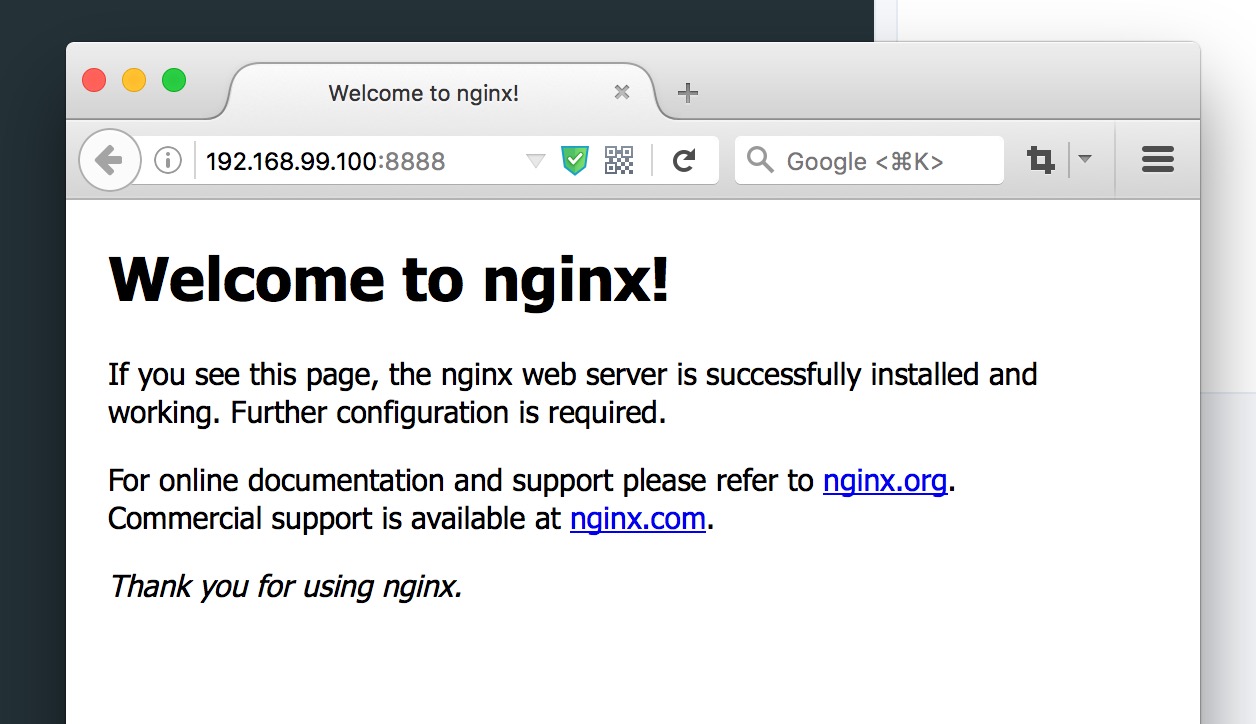 Welcome to nginx!
192.168.99.100:8888
Google <⌘K>
Welcome to nginx!
If you see this page, the nginx web server is successfully installed and
working. Further configuration is required.
For online documentation and support please refer to nginx.org.
Commercial support is available at nginx.com.
Thank you for using nginx.